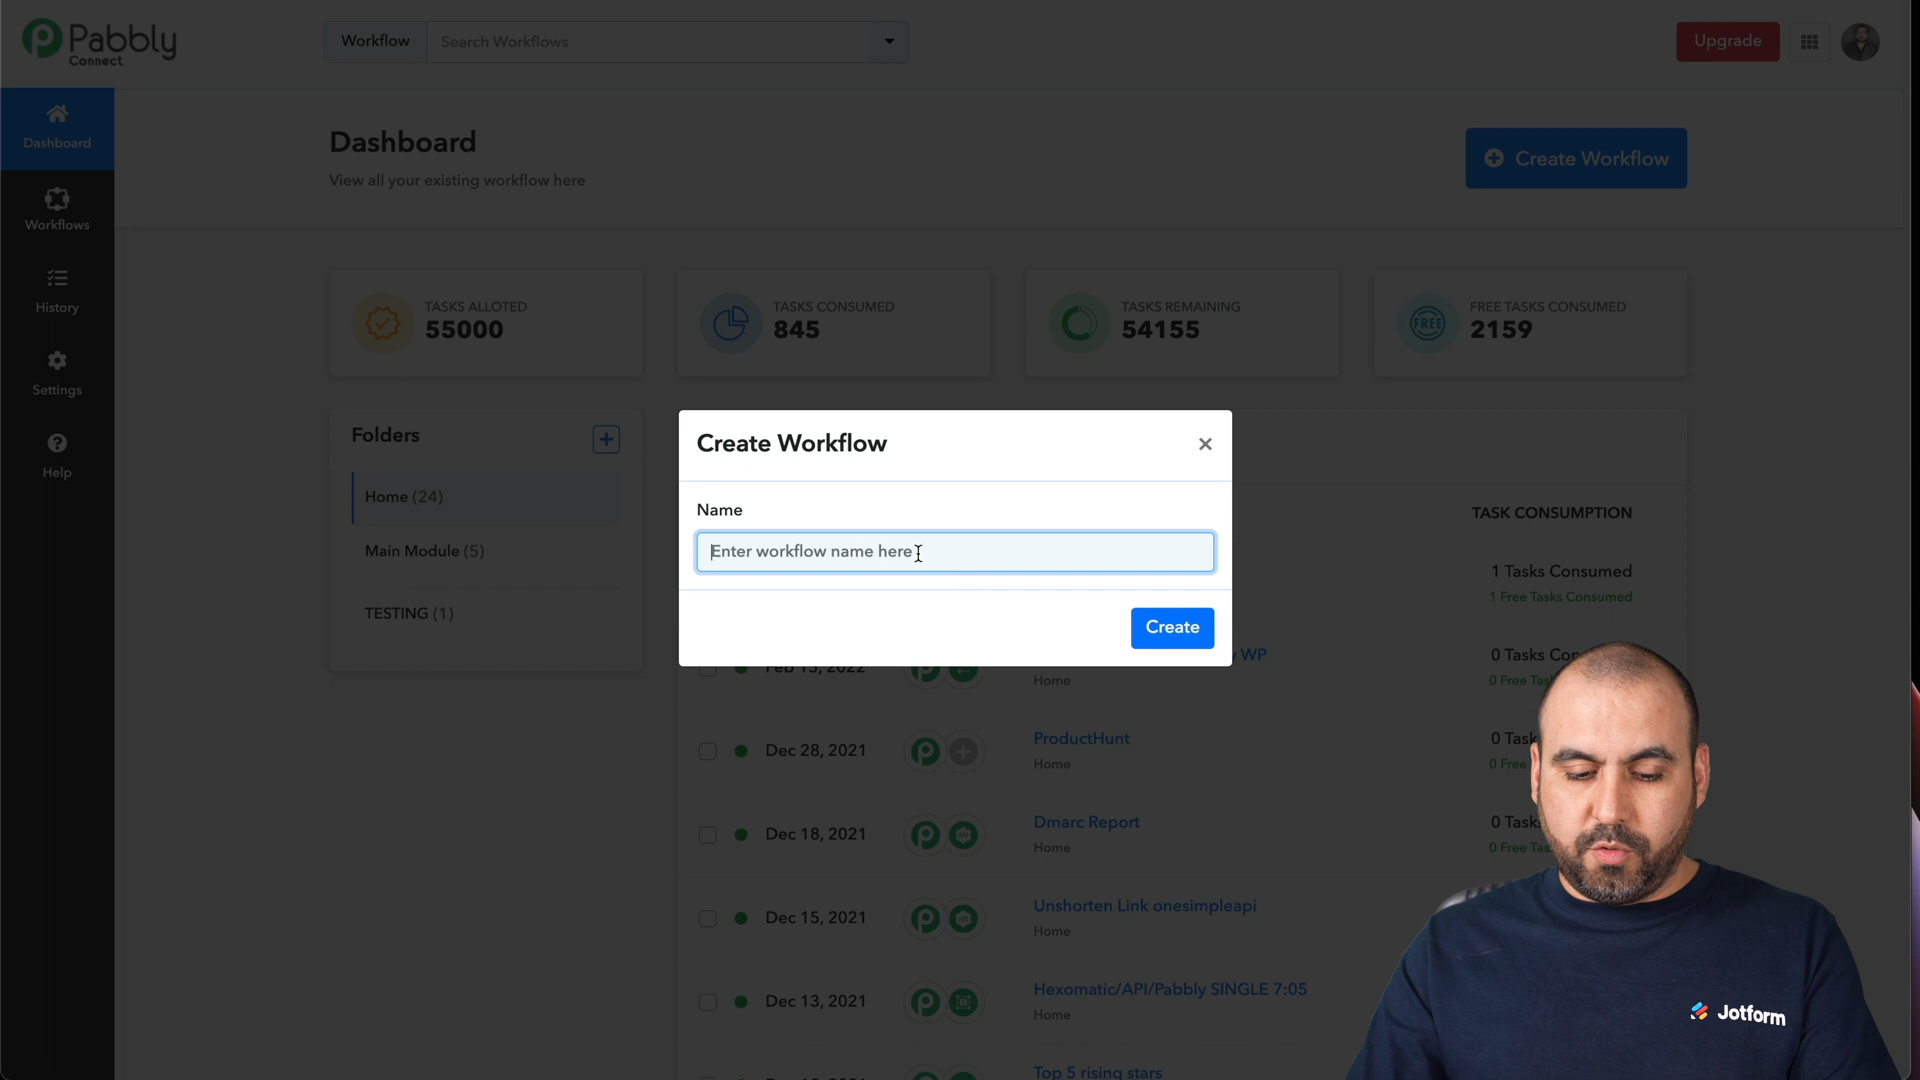 Pabbly
Connect
Workflow
Search Workflows
Upgrade
Dashboard
Workflows
History
Settings
Help
Dashboard
View all your existing workflow here
Create Workflow
TASKS ALLOTED
55000
TASKS CONSUMED
845
TASKS REMAINING
54155
FREE
FREE TASKS CONSUMED
2159
Folders
Home (24)
Main Module (5)
TESTING (1)
Create Workflow
×
Name
Enter workflow name here
Create
TASK CONSUMPTION
1 Tasks Consumed
1 Free Tasks Consumed
Feb 15, 2022
WP
Home
0 Tasks
0 Free
Dec 28, 2021
ProductHunt
Home
0
0 Free
Dec 18, 2021
Dmarc Report
Home
0
0 Free
Dec 15, 2021
Unshorten Link onesimpleapi
Home
Dec 13, 2021
Hexomatic/API/Pabbly SINGLE 7:05
Home
Top 5 rising stars
Jotform